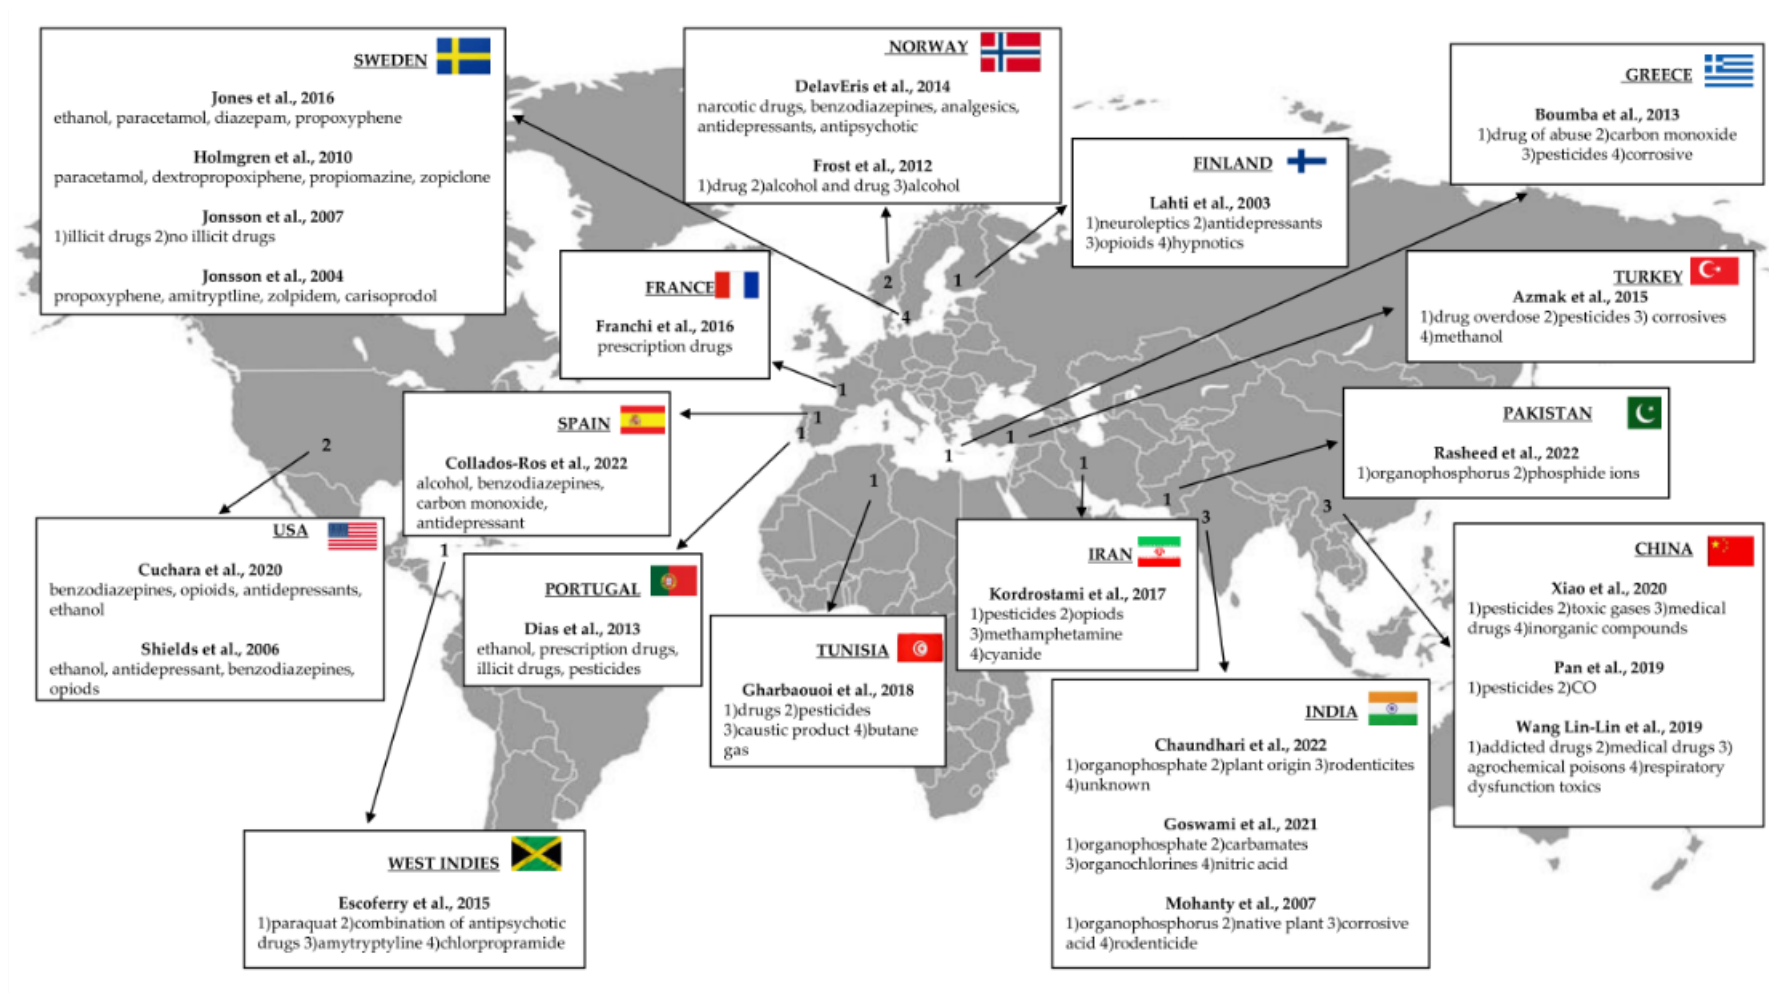 SWEDEN
Jones et al., 2016
ethanol, paracetamol, diazepam, propoxyphene
Holmgren et al., 2010
paracetamol, dextropropoxiphene, propiomazine, zopiclone
Jonsson et al., 2007
1)illicit drugs 2)no illicit drugs
Jonsson et al., 2004
propoxyphene, amitryptline, zolpidem, carisoprodol
NORWAY
DelavEris et al., 2014
narcotic drugs, benzodiazepines, analgesics,
antidepressants, antipsychotic
Frost et al., 2012
1)drug 2)alcohol and drug 3)alcohol
FINLAND
Lahti et al., 2003
1)neuroleptics 2)antidepressants
3)opioids 4)hypnotics
GREECE
Boumba et al., 2013
1)drug of abuse 2)carbon monoxide
3)pesticides 4)corrosive
FRANCE
Franchi et al., 2016
prescription drugs
TURKEY
Azmak et al., 2015
1)drug overdose 2)pesticides 3) corrosives
4)methanol
SPAIN
Collados-Ros et al., 2022
alcohol, benzodiazepines,
carbon monoxide,
antidepressant
PAKISTAN
Rasheed et al., 2022
1)organophosphorus 2)phosphide ions
2
1
4
1
1
1
1
1
1
1
2
1
3
3
1
USA
Cuchara et al., 2020
benzodiazepines, opioids, antidepressants,
ethanol
Shields et al., 2006
ethanol, antidepressant, benzodiazepines,
opiods
PORTUGAL
Dias et al., 2013
ethanol, prescription drugs,
illicit drugs, pesticides
TUNISIA
Gharbaouoi et al., 2018
1)drugs 2)pesticides
3)caustic product 4)butane
gas
IRAN
Kordrostami et al., 2017
1)pesticides 2)opiods
3)methamphetamine
4)cyanide
CHINA
Xiao et al., 2020
1)pesticides 2)toxic gases 3)medical
drugs 4)inorganic compounds
Pan et al., 2019
1)pesticides 2)CO
Wang Lin-Lin et al., 2019
1)addicted drugs 2)medical drugs 3)
agrochemical poisons 4)respiratory
dysfunction toxics
INDIA
Chaundhari et al., 2022
1)organophosphate 2)plant origin 3)rodenticites
4)unknown
Goswami et al., 2021
1)organophosphate 2)carbamates
3)organochlorines 4)nitric acid
Mohanty et al., 2007
1)organophosphorus 2)native plant 3)corrosive
acid 4)rodenticide
WEST INDIES
Escoferry et al., 2015
1)paraquat 2)combination of antipsychotic
drugs 3)amytryptyline 4)chlorpropramide